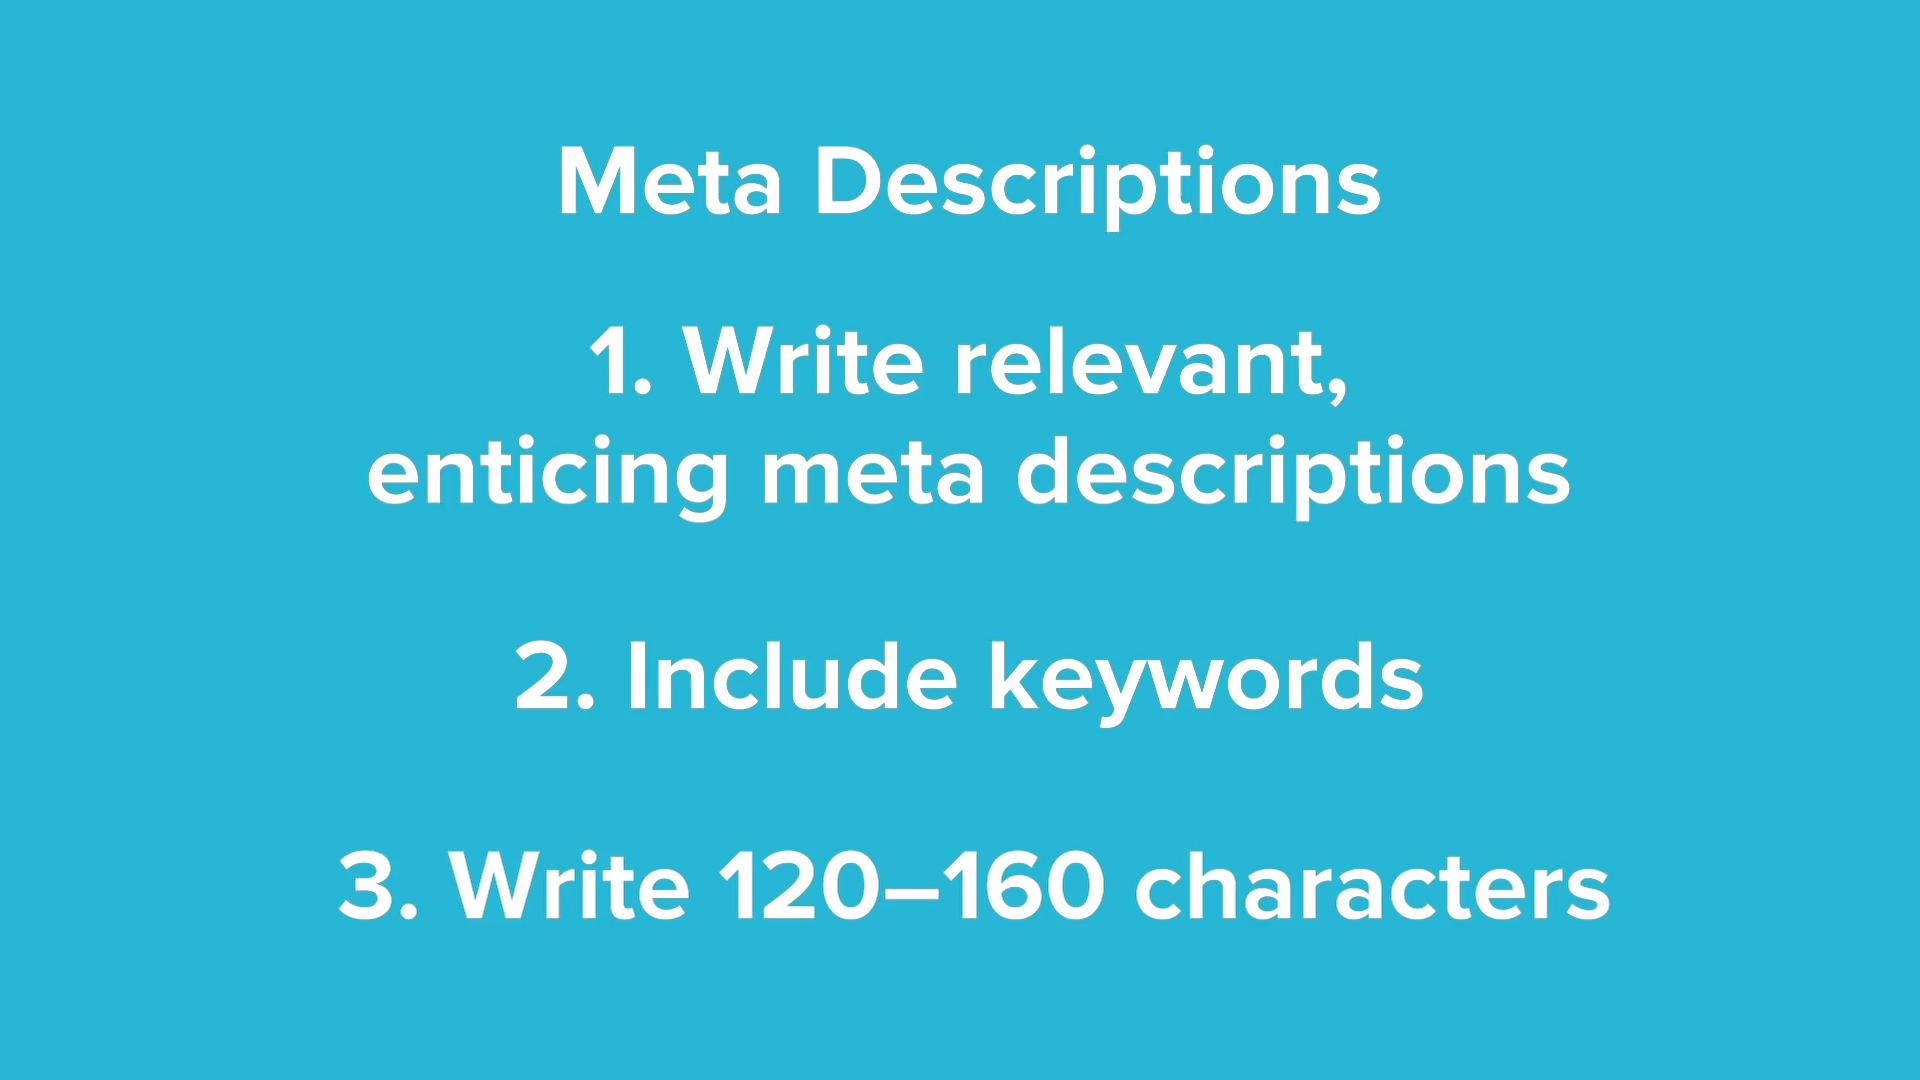 Meta Descriptions
1. Write relevant,
enticing meta descriptions
2. Include keywords
3. Write 120–160 characters